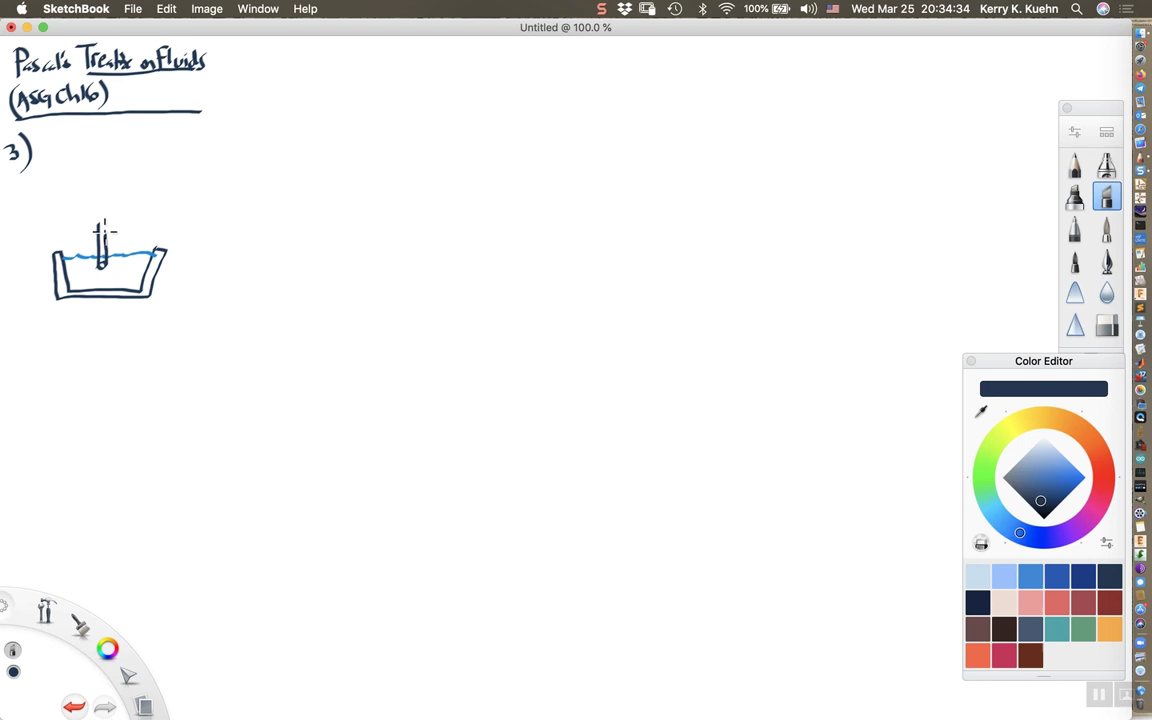 SketchBook File Edit Image Window Help 100% Wed Mar 25 20:34:34 Kerry K. Kuehn
Untitled @ 100.0 %
Pascal's Treatise on Fluids
(ASG Ch16)
3)
Color Editor